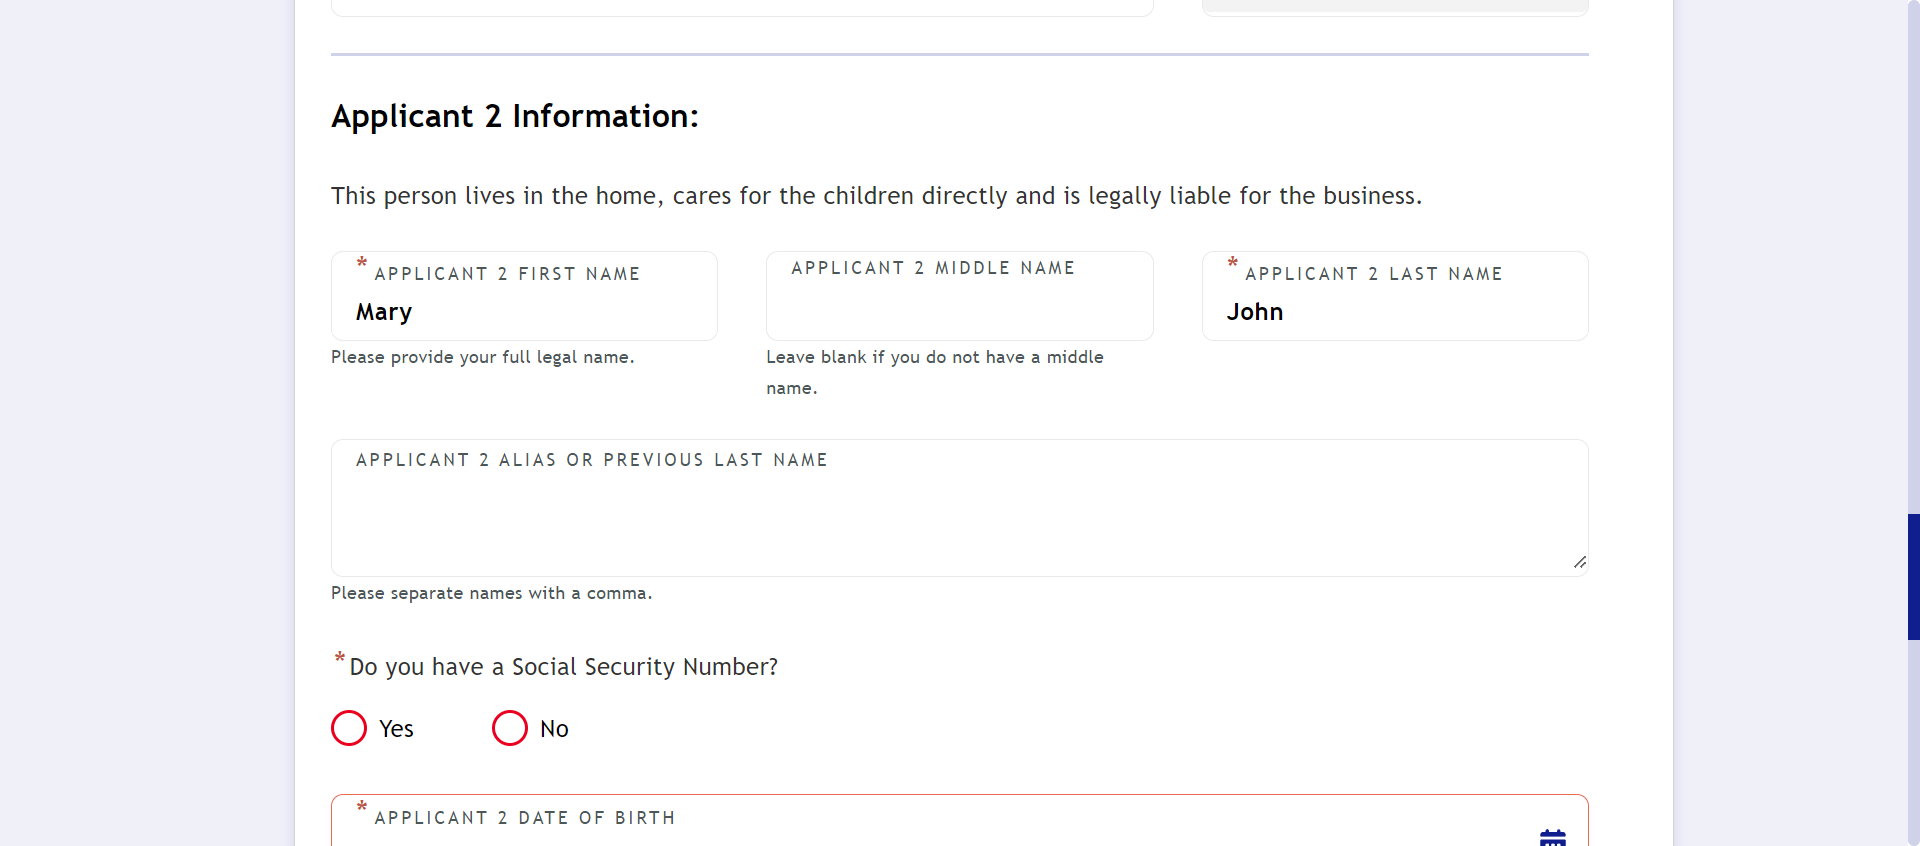 Applicant 2 Information:
This person lives in the home, cares for the children directly and is legally liable for the business.
* APPLICANT 2 FIRST NAME
Mary
Please provide your full legal name.
APPLICANT 2 MIDDLE NAME
Leave blank if you do not have a middle
name.
* APPLICANT 2 LAST NAME
John
APPLICANT 2 ALIAS OR PREVIOUS LAST NAME
Please separate names with a comma.
* Do you have a Social Security Number?
Yes No
* APPLICANT 2 DATE OF BIRTH